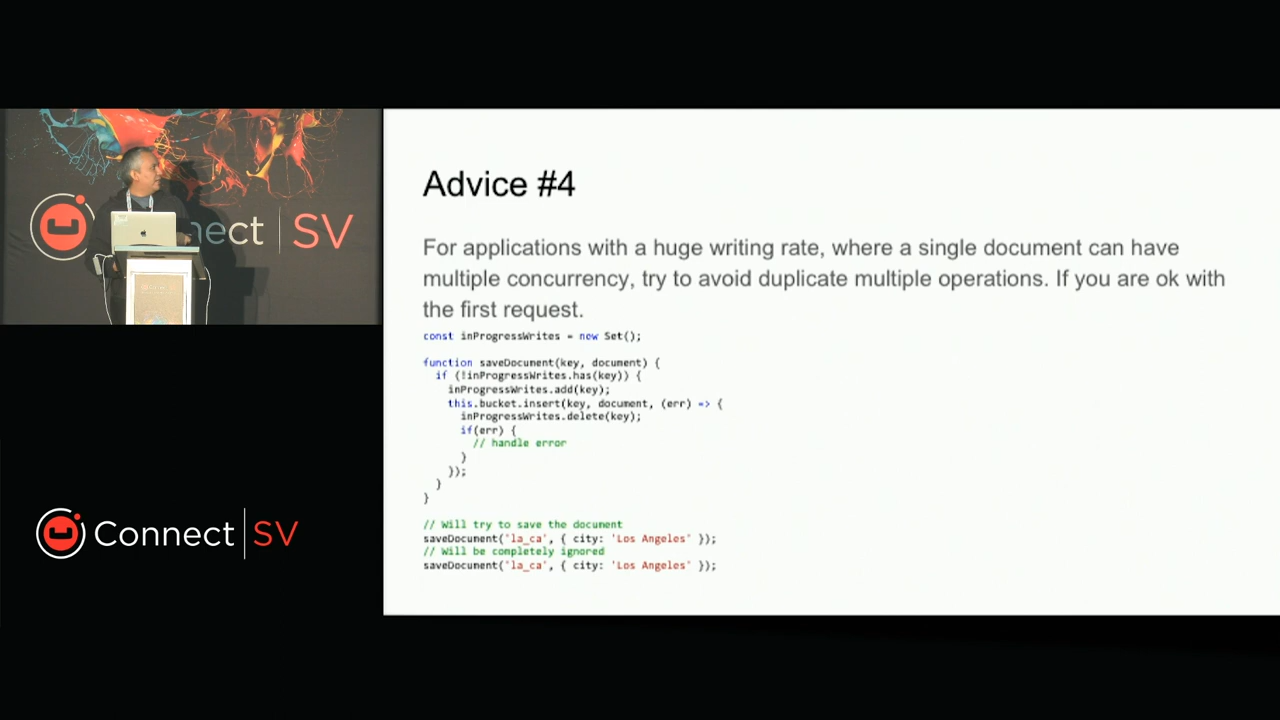 nect | SV
Connect | SV
Advice #4
For applications with a huge writing rate, where a single document can have
multiple concurrency, try to avoid duplicate multiple operations. If you are ok with
the first request.
const inProgressWrites = new Set();
function saveDocument(key, document) {
if (!inProgressWrites.has(key)) {
inProgressWrites.add(key);
this.bucket.insert(key, document, (err) => {
inProgressWrites.delete(key);
if(err) {
// handle error
}
});
}
}
// Will try to save the document
saveDocument('la_ca', { city: 'Los Angeles' });
// Will be completely ignored
saveDocument('la_ca', { city: 'Los Angeles' });